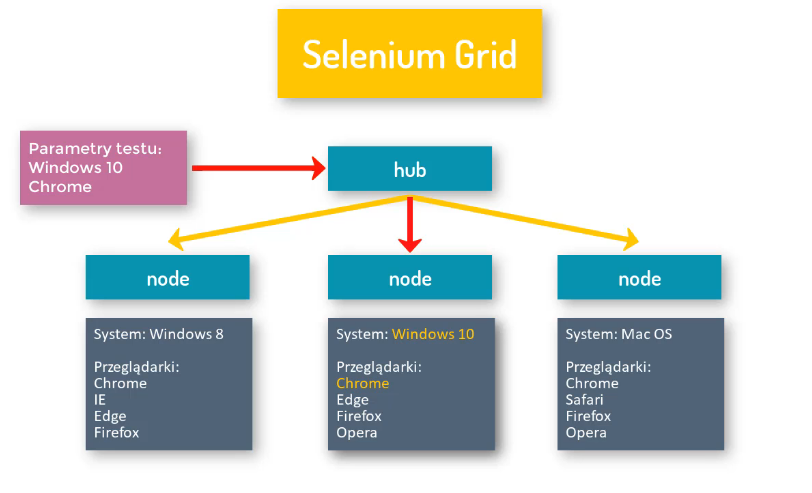 Selenium Grid
Parametry testu:
Windows 10
Chrome
hub
node
node
node
System: Windows 8
Przeglądarki:
Chrome
IE
Edge
Firefox
System: Windows 10
Przeglądarki:
Chrome
Edge
Firefox
Opera
System: Mac OS
Przeglądarki:
Chrome
Safari
Firefox
Opera